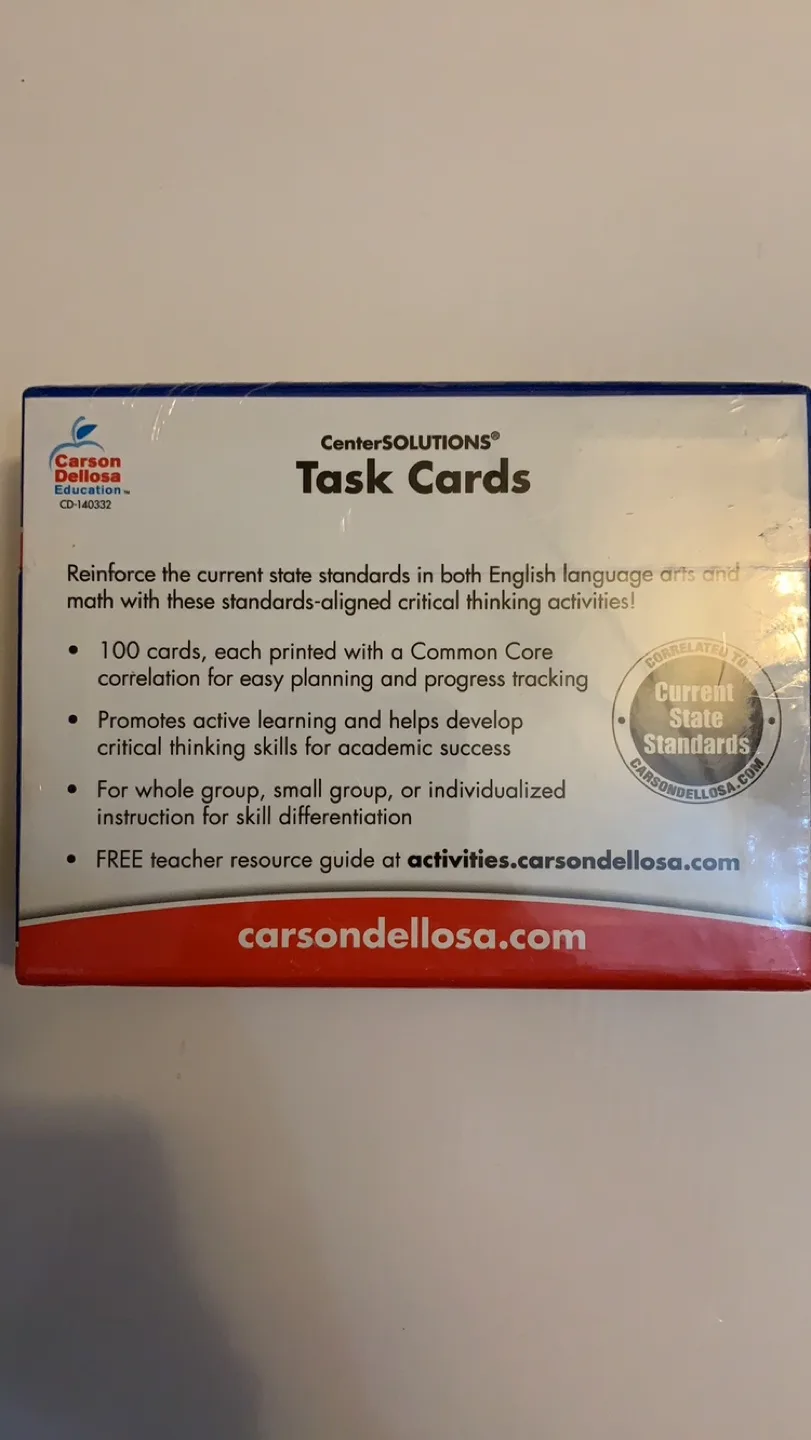 Carson
Dellosa
Education™
CD-140332
CenterSOLUTIONS®
Task Cards
Reinforce the current state standards in both English language arts and
math with these standards-aligned critical thinking activities!
• 100 cards, each printed with a Common Core
correlation for easy planning and progress tracking
• Promotes active learning and helps develop
critical thinking skills for academic success
• For whole group, small group, or individualized
instruction for skill differentiation
• FREE teacher resource guide at activities.carsondellosa.com
CORRELATED TO
Current
State
Standards
CARSONDELLOSA.COM
carsondellosa.com